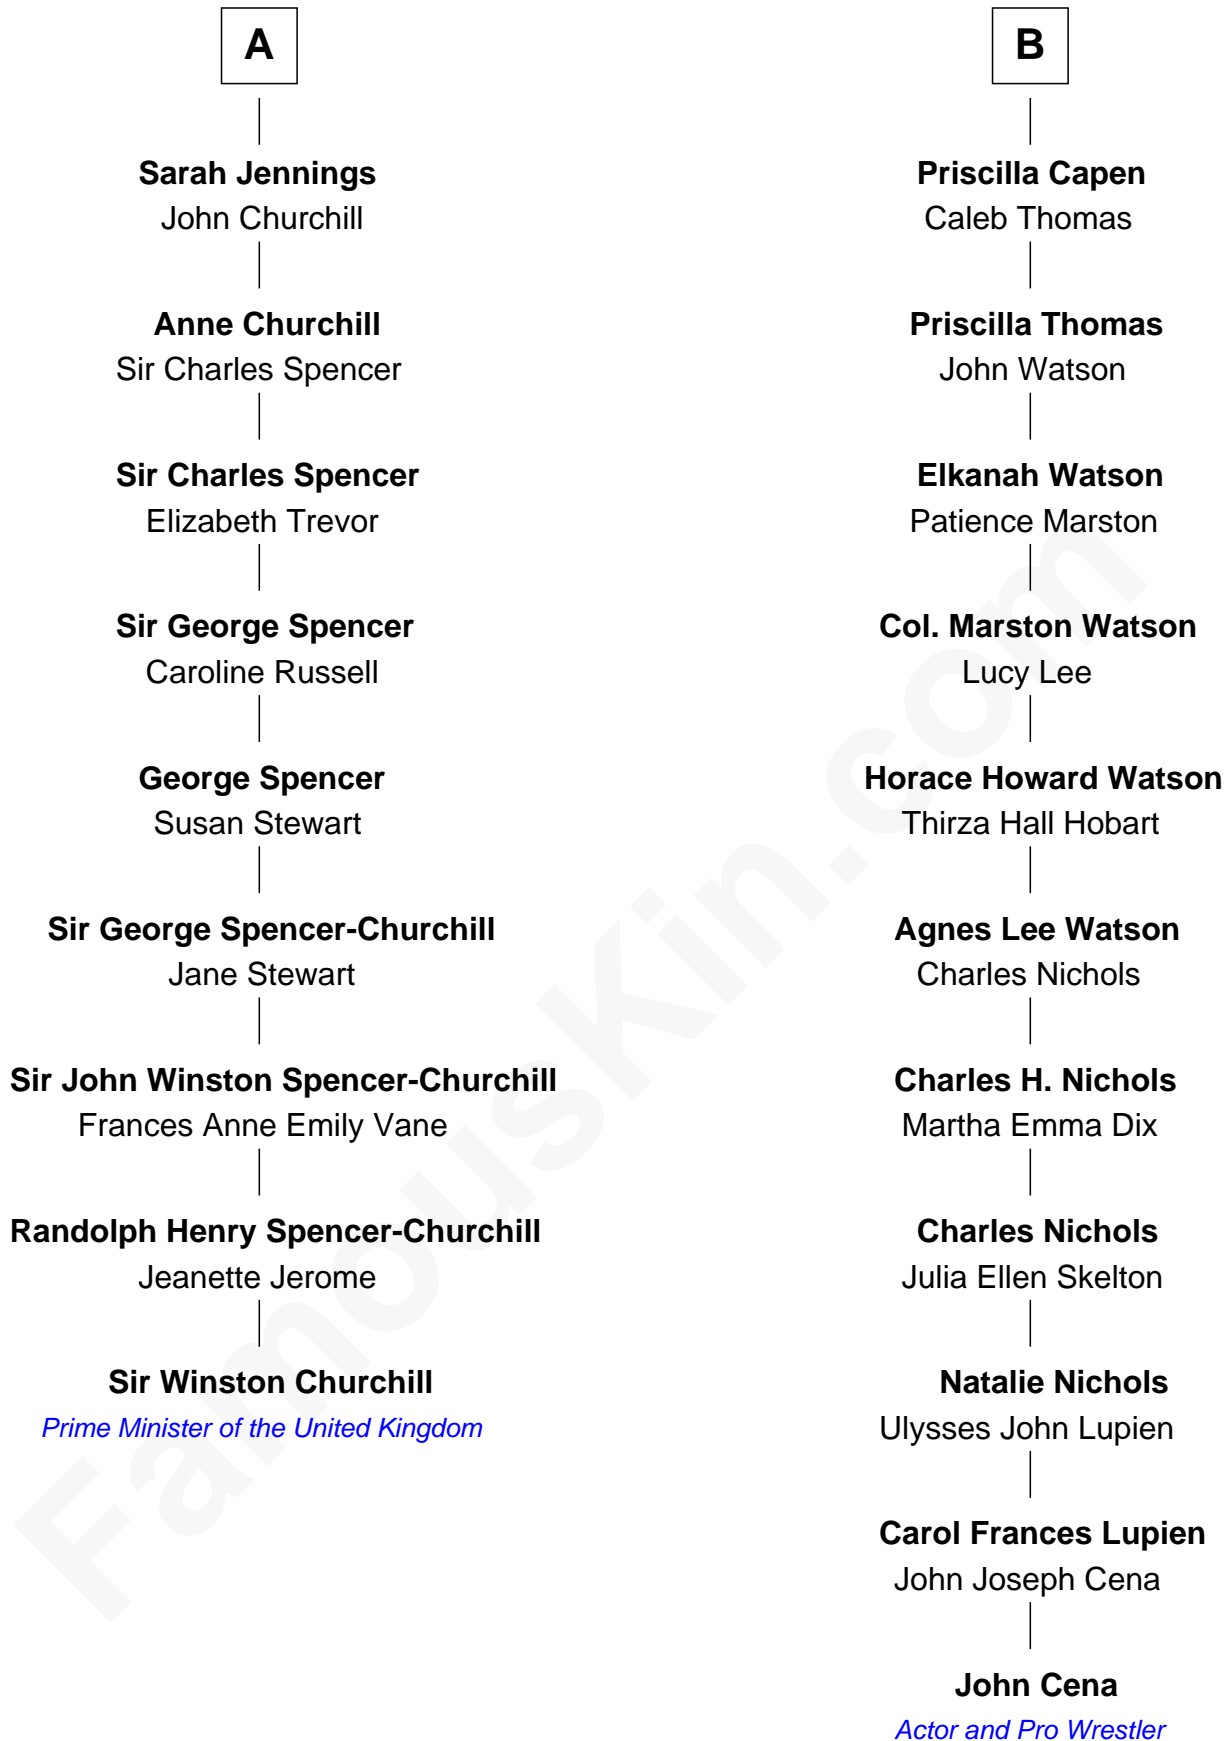 A
Sarah Jennings
John Churchill
Anne Churchill
Sir Charles Spencer
Sir Charles Spencer
Elizabeth Trevor
Sir George Spencer
Caroline Russell
George Spencer
Susan Stewart
Sir George Spencer-Churchill
Jane Stewart
Sir John Winston Spencer-Churchill
Frances Anne Emily Vane
Randolph Henry Spencer-Churchill
Jeanette Jerome
Sir Winston Churchill
Prime Minister of the United Kingdom
B
Priscilla Capen
Caleb Thomas
Priscilla Thomas
John Watson
Elkanah Watson
Patience Marston
Col. Marston Watson
Lucy Lee
Horace Howard Watson
Thirza Hall Hobart
Agnes Lee Watson
Charles Nichols
Charles H. Nichols
Martha Emma Dix
Charles Nichols
Julia Ellen Skelton
Natalie Nichols
Ulysses John Lupien
Carol Frances Lupien
John Joseph Cena
John Cena
Actor and Pro Wrestler
FamousKin.com